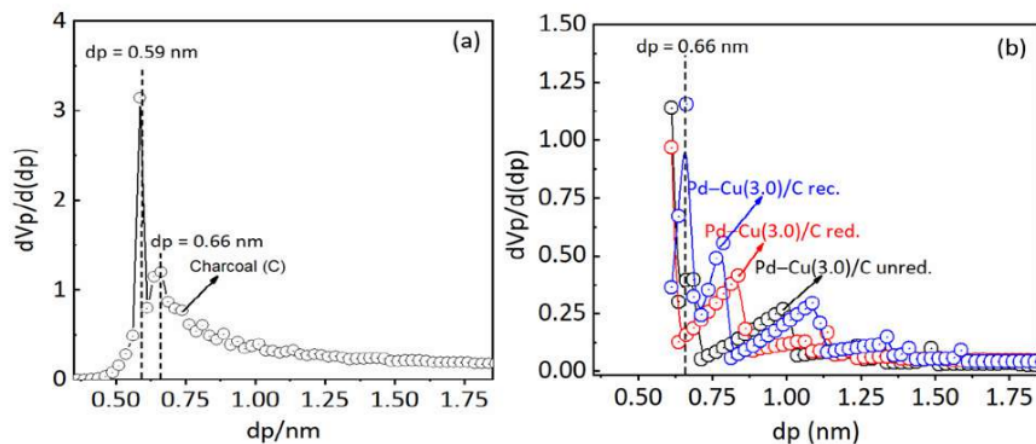 (a)
dp = 0.59 nm
dp = 0.66 nm
Charcoal (C)
4
3
2
1
0
dVp/d(dp)
0.50
0.75
1.00
1.25
1.50
1.75
dp/nm
(b)
dp = 0.66 nm
Pd–Cu(3.0)/C rec.
Pd–Cu(3.0)/C red.
Pd–Cu(3.0)/C unred.
1.50
1.25
1.00
0.75
0.50
0.25
0.00
dVp/d(dp)
0.50
0.75
1.00
1.25
1.50
1.75
dp (nm)